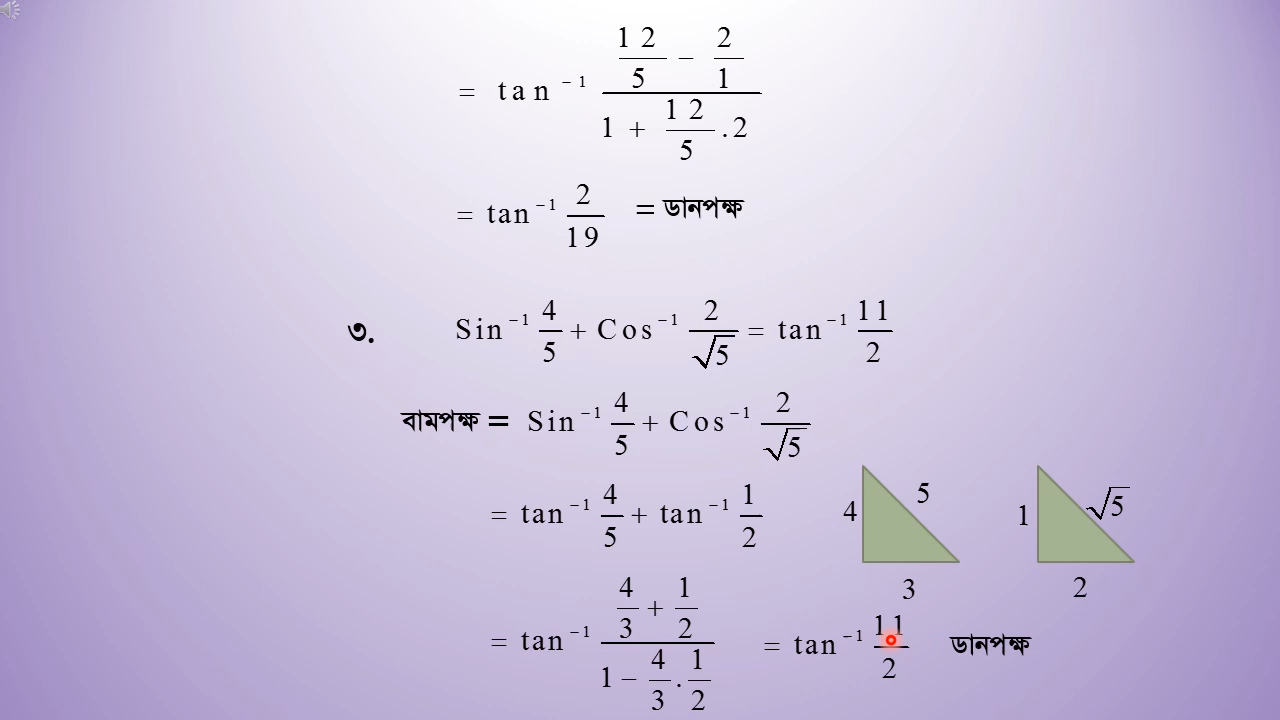 = tan⁻¹ (12/5 − 2/1) / (1 + 12/5 .2)
= tan⁻¹ 2/19 = ডানপক্ষ
৩. Sin⁻¹ 4/5 + Cos⁻¹ 2/√5 = tan⁻¹ 11/2
বামপক্ষ = Sin⁻¹ 4/5 + Cos⁻¹ 2/√5
= tan⁻¹ 4/5 + tan⁻¹ 1/2
4 5 3
1 √5 2
= tan⁻¹ (4/3 + 1/2) / (1 − 4/3 . 1/2) = tan⁻¹ 11/2 ডানপক্ষ